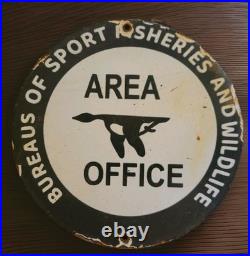 BUREAUS OF SPORT FISHERIES AND WILDLIFE
AREA
OFFICE